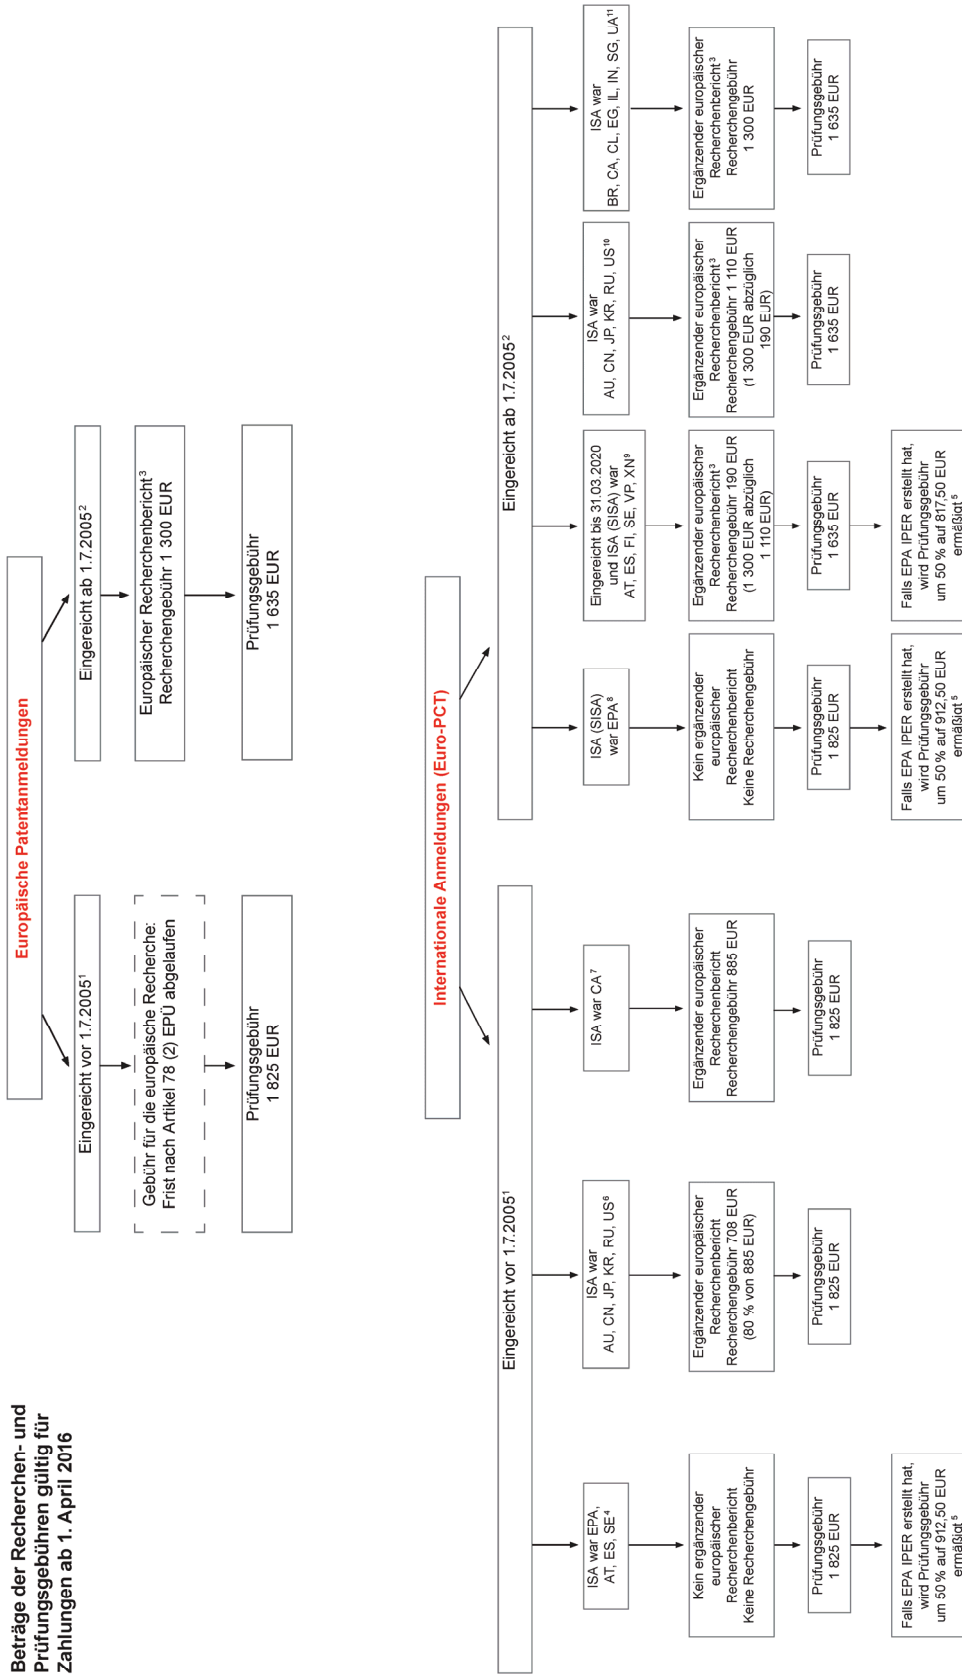 Beträge der Recherchen- und
Prüfungsgebühren gültig für
Zahlungen ab 1. April 2016
Europäische Patentanmeldungen
Eingereicht vor 1.7.2005¹
Gebühr für die europäische Recherche:
Frist nach Artikel 78 (2) EPÜ abgelaufen
Prüfungsgebühr
1 825 EUR
Eingereicht ab 1.7.2005²
Europäischer Recherchenbericht³
Recherchengebühr 1 300 EUR
Prüfungsgebühr
1 635 EUR
Internationale Anmeldungen (Euro-PCT)
Eingereicht vor 1.7.2005¹
ISA war EPA,
AT, ES, SE⁴
Kein ergänzender
europäischer
Recherchenbericht
Keine Recherchengebühr
Prüfungsgebühr
1 825 EUR
Falls EPA IPER erstellt hat,
wird Prüfungsgebühr
um 50 % auf 912,50 EUR
ermäßigt⁵
ISA war
AU, CN, JP, KR, RU, US⁶
Ergänzender europäischer
Recherchenbericht
Recherchengebühr 708 EUR
(80 % von 885 EUR)
Prüfungsgebühr
1 825 EUR
ISA war CA⁷
Ergänzender europäischer
Recherchenbericht
Recherchengebühr 885 EUR
Prüfungsgebühr
1 825 EUR
Eingereicht ab 1.7.2005²
ISA (SISA)
war EPA⁸
Kein ergänzender
europäischer
Recherchenbericht
Keine Recherchengebühr
Prüfungsgebühr
1 825 EUR
Falls EPA IPER erstellt hat,
wird Prüfungsgebühr
um 50 % auf 912,50 EUR
ermäßigt⁵
Eingereicht bis 31.03.2020
und ISA (SISA) war
AT, ES, FI, SE, VP, XN⁹
Ergänzender europäischer
Recherchenbericht³
Recherchengebühr 190 EUR
(1 300 EUR abzüglich
1 110 EUR)
Prüfungsgebühr
1 635 EUR
Falls EPA IPER erstellt hat,
wird Prüfungsgebühr
um 50 % auf 817,50 EUR
ermäßigt⁵
ISA war
AU, CN, JP, KR, RU, US¹⁰
Ergänzender europäischer
Recherchenbericht³
Recherchengebühr 1 110 EUR
(1 300 EUR abzüglich
190 EUR)
Prüfungsgebühr
1 635 EUR
ISA war
BR, CA, CL, EG, IL, IN, SG, UA¹¹
Ergänzender europäischer
Recherchenbericht³
Recherchengebühr
1 300 EUR
Prüfungsgebühr
1 635 EUR